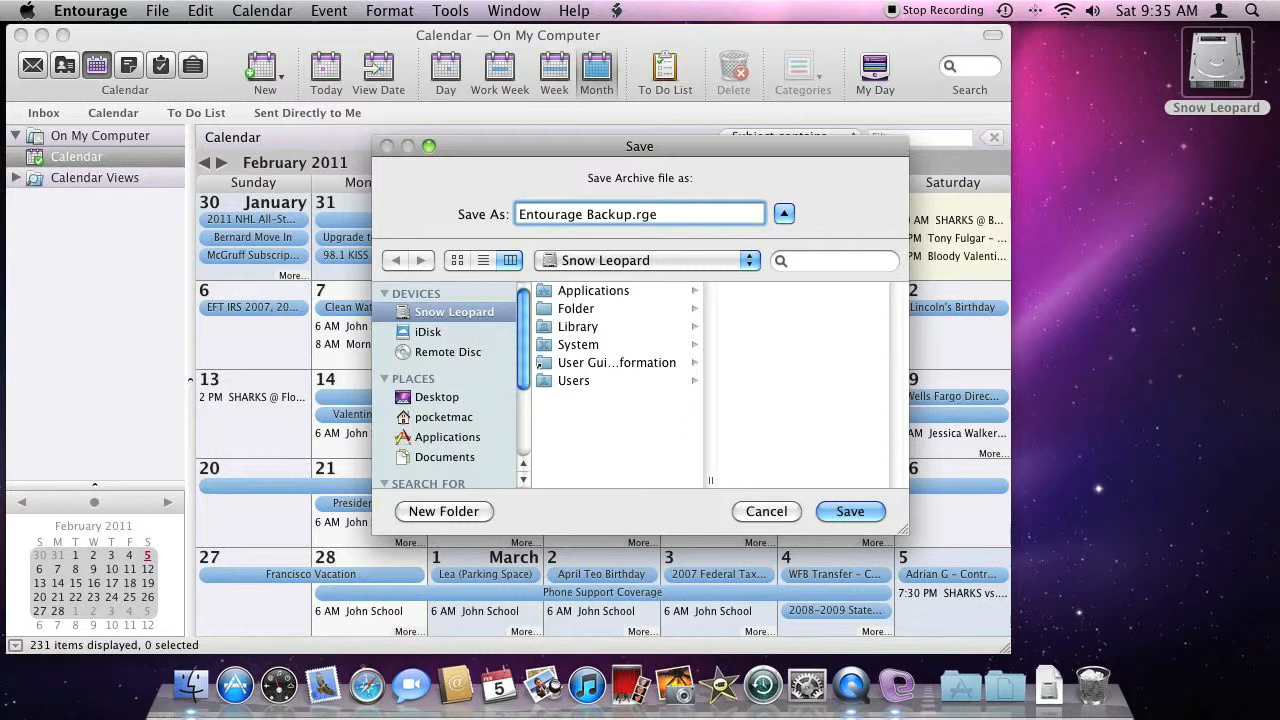 Entourage File Edit Calendar Event Format Tools Window Help Stop Recording Sat 9:35 AM
Calendar — On My Computer
Calendar New Today View Date Day Work Week Week Month To Do List Delete Categories My Day Search
Snow Leopard
Inbox Calendar To Do List Sent Directly to Me
On My Computer
Calendar
Calendar Views
Calendar
February 2011
Sunday Saturday
30 January 31
2011 NHL All-St...
Bernard Move In Upgrade
McGruff Subscrip... 98.1 KISS
More...
AM SHARKS @ B...
PM Tony Fulgar – ...
Bloody Valenti...
6 7
EFT IRS 2007, 20... Clean Wat
Lincoln's Birthday
6 AM John
8 AM Morn
13 14
2 PM SHARKS @ Flo...
Valentin
6 AM John S
9
Wells Fargo Direc...
AM Jessica Walker...
More...
20 21
Presiden
6 AM John S
6
More... More... More... More... More...
27 28 1 March 2 3 4 5
Francisco Vacation Lea (Parking Space) April Teo Birthday 2007 Federal Tax... WFB Transfer – C... Adrian G – Contr...
Phone Support Coverage
7:30 PM SHARKS vs...
6 AM John School 6 AM John School 6 AM John School 6 AM John School 2008–2009 State...
More... More... More... More... More...
Save
Save Archive file as:
Save As: Entourage Backup.rge
Snow Leopard
DEVICES
Snow Leopard
iDisk
Remote Disc
PLACES
Desktop
pocketmac
Applications
Documents
SEARCH FOR
Applications
Folder
Library
System
User Gui...formation
Users
New Folder Cancel Save
February 2011
S M T W T F S
30 31 1 2 3 4 5
6 7 8 9 10 11 12
13 14 15 16 17 18 19
20 21 22 23 24 25 26
27 28 1 2 3 4 5
6 7 8 9 10 11 12
231 items displayed, 0 selected
FEB
5